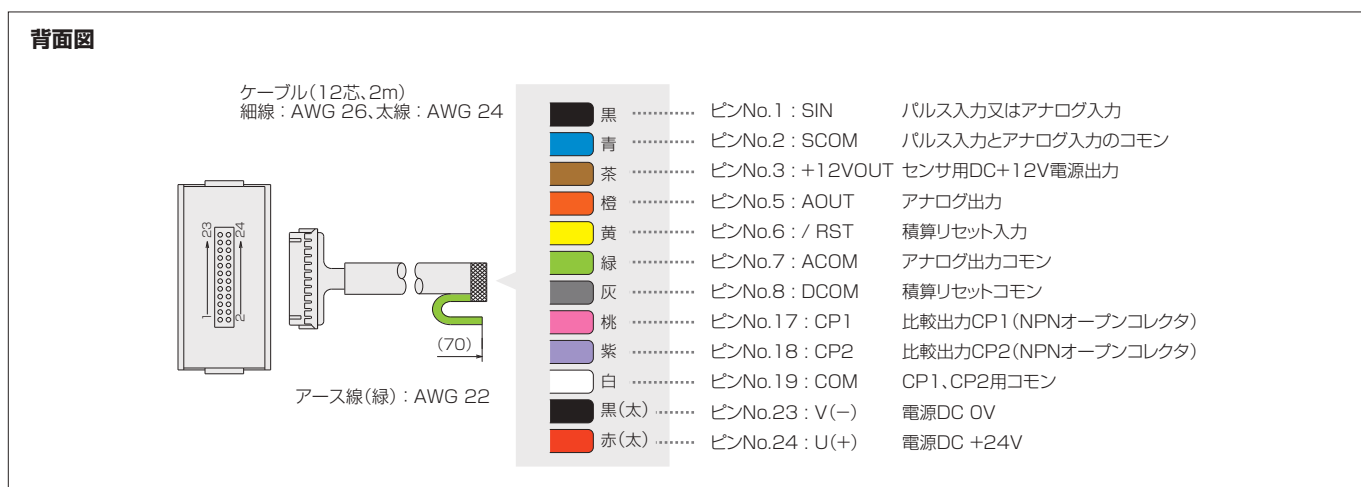 背面図
ケーブル(12芯、2m)
細線：AWG 26、太線：AWG 24
23
24
1
2
(70)
アース線(緑)：AWG 22
黒 ………… ピンNo.1 : SIN パルス入力又はアナログ入力
青 ………… ピンNo.2 : SCOM パルス入力とアナログ入力のコモン
茶 ………… ピンNo.3 : +12VOUT センサ用DC+12V電源出力
橙 ………… ピンNo.5 : AOUT アナログ出力
黄 ………… ピンNo.6 : / RST 積算リセット入力
緑 ………… ピンNo.7 : ACOM アナログ出力コモン
灰 ………… ピンNo.8 : DCOM 積算リセットコモン
桃 ………… ピンNo.17 : CP1 比較出力CP1(NPNオープンコレクタ)
紫 ………… ピンNo.18 : CP2 比較出力CP2(NPNオープンコレクタ)
白 ………… ピンNo.19 : COM CP1、CP2用コモン
黒(太) ……… ピンNo.23 : V(−) 電源DC 0V
赤(太) ……… ピンNo.24 : U(+) 電源DC +24V